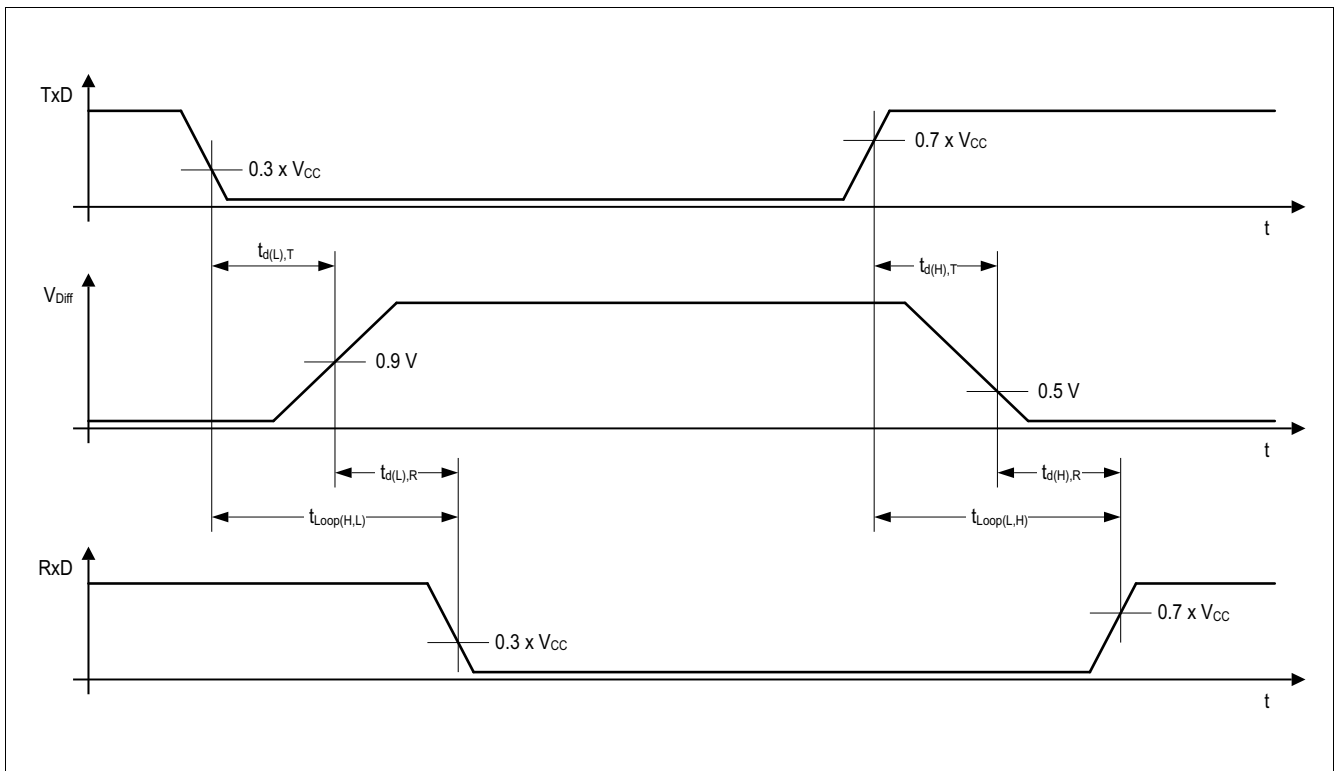 TxD
0.3 x VCC
0.7 x VCC
t
td(L),T
td(H),T
VDiff
0.9 V
0.5 V
t
td(L),R
td(H),R
tLoop(H,L)
tLoop(L,H)
RxD
0.3 x VCC
0.7 x VCC
t